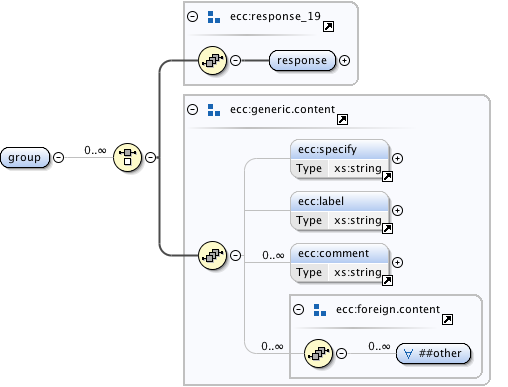 ecc:response_19
response
ecc:generic.content
group
0..∞
ecc:specify
Type xs:string
ecc:label
Type xs:string
0..∞
ecc:comment
Type xs:string
ecc:foreign.content
0..∞
0..∞
∀ ##other